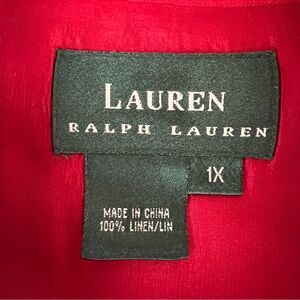 LAUREN
RALPH LAUREN
1X
MADE IN CHINA
100% LINEN/LIN